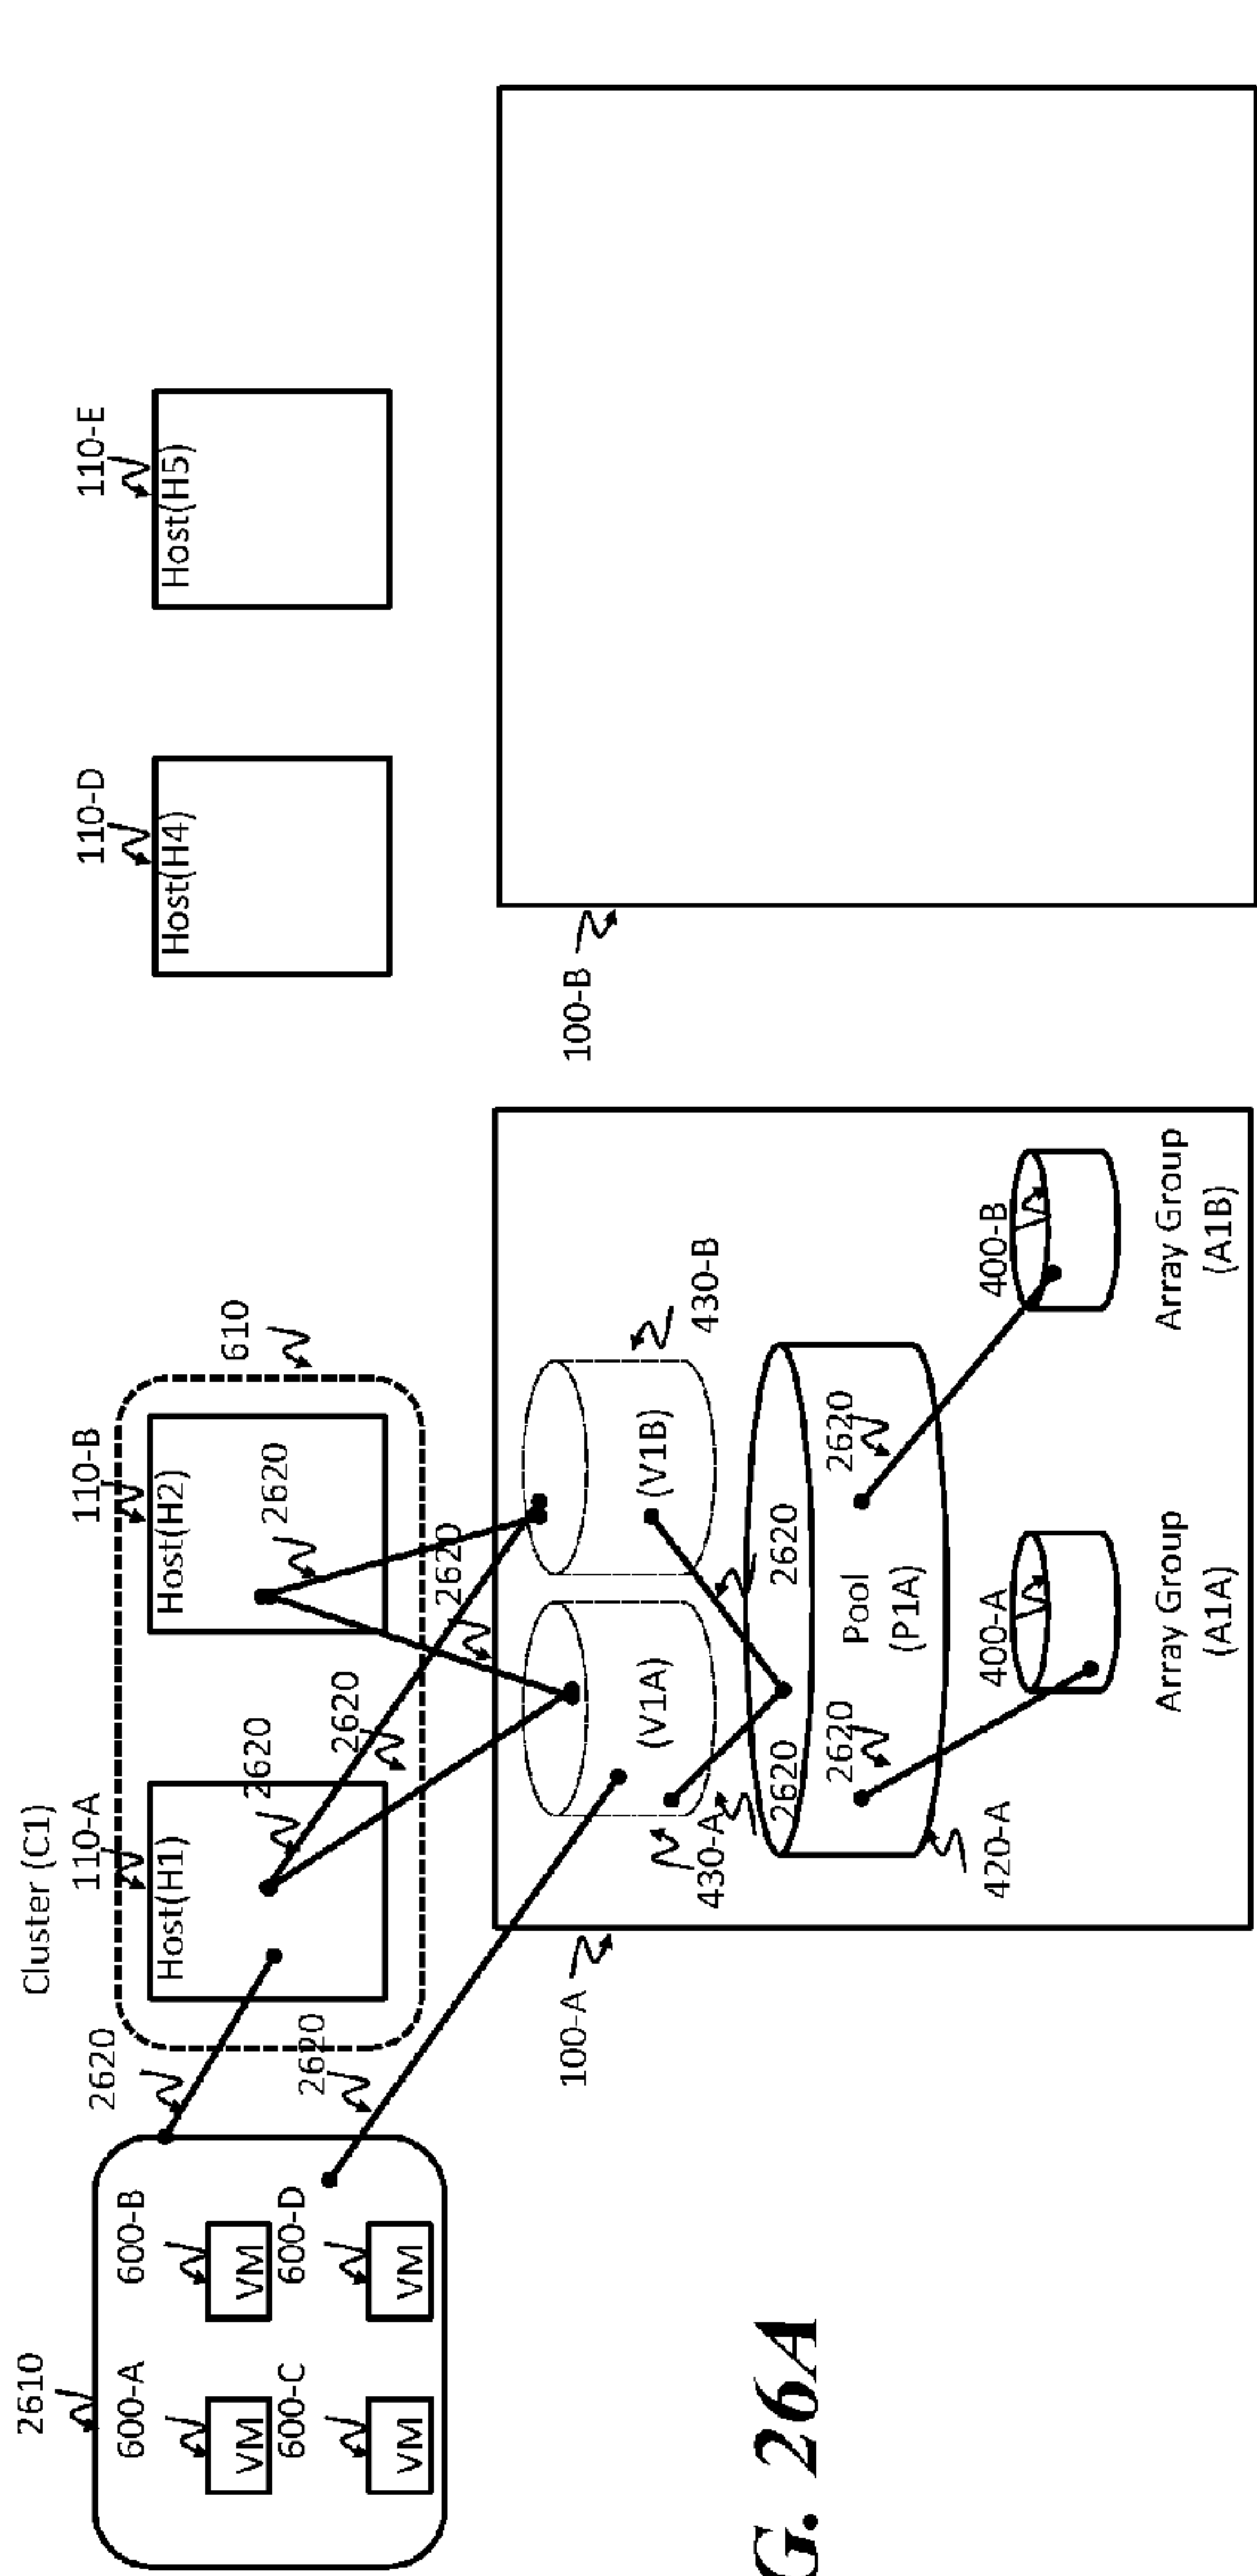 2610
600-A
600-B
VM
VM
600-C
600-D
VM
VM
2620
2620
Cluster (C1)
110-A
Host(H1)
2620
2620
110-B
Host(H2)
2620
2620
610
110-D
Host(H4)
110-E
Host(H5)
100-A
430-A
(V1A)
(V1B)
430-B
2620
2620
420-A
2620
Pool
(P1A)
2620
400-A
400-B
Array Group
(A1A)
Array Group
(A1B)
100-B
G. 26A